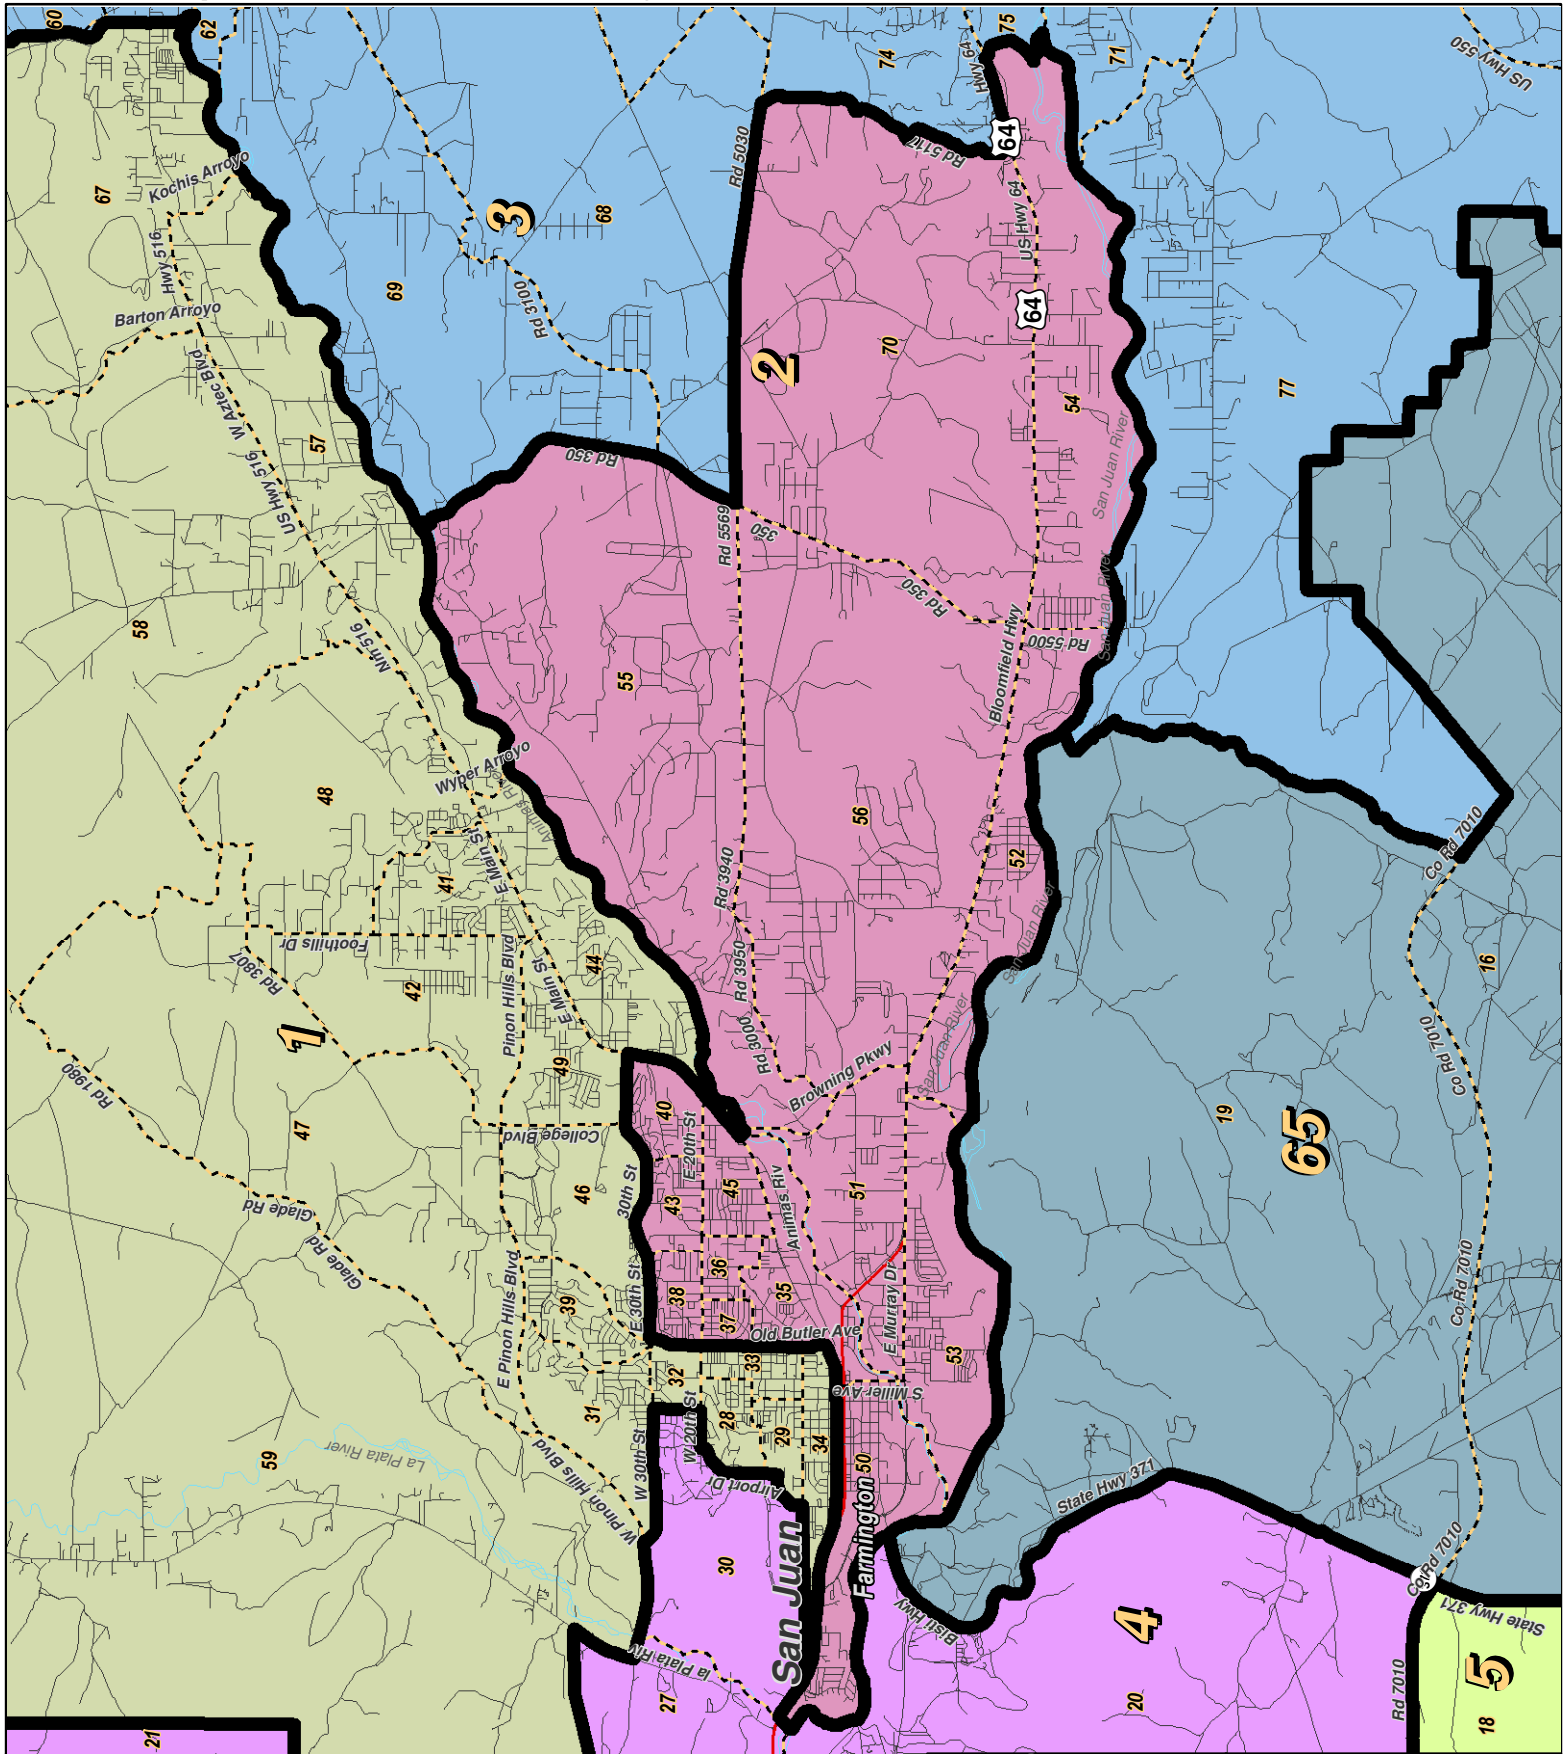 60
62
75
Hwy 64
74
71
US Hwy 550
64
Rd 5117
Rd 5030
Kochis Arroyo
67
3
68
US Hwy 64
Hwy 516
69
Rd 3100
Barton Arroyo
64
70
2
77
W Aztec Blvd
57
54
Rd 350
San Juan River
US Hwy 516
Rd 5569
350
Rd 350
San Juan River
58
Rd 5500
Nm 516
55
Bloomfield Hwy
Wyper Arroyo
Animas River
48
56
52
E Main St
Co Rd 7010
41
Rd 3940
San Juan River
Foothills Dr
Rd 3807
44
16
42
Pinon Hills Blvd
E Main St
Rd 3950
1
Rd 3000
San Juan River
Co Rd 7010
49
Browning Pkwy
Rd 1980
40
19
47
College Blvd
E 20th St
65
46
30th St
43
45
51
Animas Riv
Glade Rd
Glade Rd
36
E Pinon Hills Blvd
39
E 30th St
38
35
E Murray Dr
Co Rd 7010
37
Old Butler Ave
33
53
32
S Miller Ave
31
W 20th St
28
29
34
59
La Plata River
W 30th St
50
W Pinon Hills Blvd
Airport Dr
State Hwy 371
San Juan
Farmington
30
Co Rd 7010
Bisti Hwy
4
State Hwy 371
la Plata Riv
27
20
5
Rd 7010
18
21